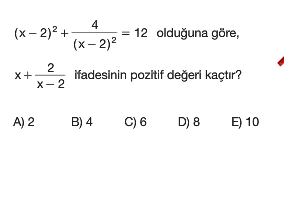 (x – 2)² + 4/(x – 2)² = 12 olduğuna göre,
x + 2/(x – 2) ifadesinin pozitif değeri kaçtır?
A) 2 B) 4 C) 6 D) 8 E) 10